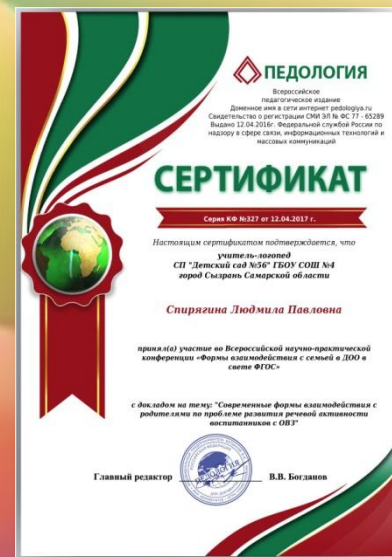 ПЕДОЛОГИЯ
Всероссийское
педагогическое издание
Доменное имя в сети интернет pedologiya.ru
Свидетельство о регистрации СМИ ЭЛ № ФС 77 - 65289
Выдано 12.04.2016г. Федеральной службой России по
надзору в сфере связи, информационных технологий и
массовых коммуникаций
СЕРТИФИКАТ
Серия КФ №327 от 12.04.2017 г.
Настоящим сертификатом подтверждается, что
учитель-логопед
СП "Детский сад №56" ГБОУ СОШ №4
город Сызрань Самарской области
Спирягина Людмила Павловна
принял(а) участие во Всероссийской научно-практической
конференции «Формы взаимодействия с семьей в ДОО в
свете ФГОС»
с докладом на тему: "Современные формы взаимодействия с
родителями по проблеме развития речевой активности
воспитанников с ОВЗ"
Главный редактор
В.В. Богданов